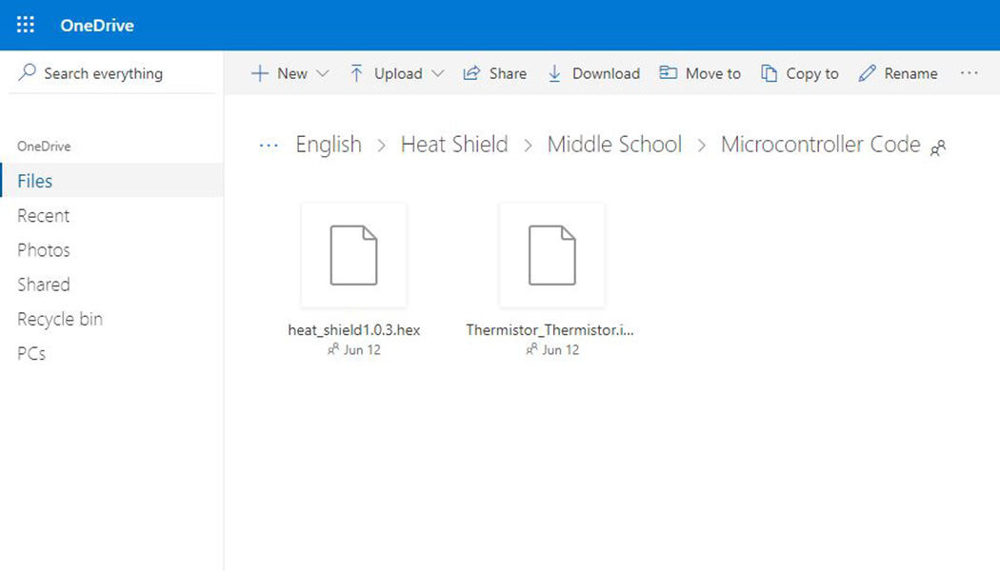 OneDrive
Search everything
New Upload Share Download Move to Copy to Rename ...
OneDrive
Files
Recent
Photos
Shared
Recycle bin
PCs
... English > Heat Shield > Middle School > Microcontroller Code
heat_shield1.0.3.hex
Jun 12
Thermistor_Thermistor.i...
Jun 12